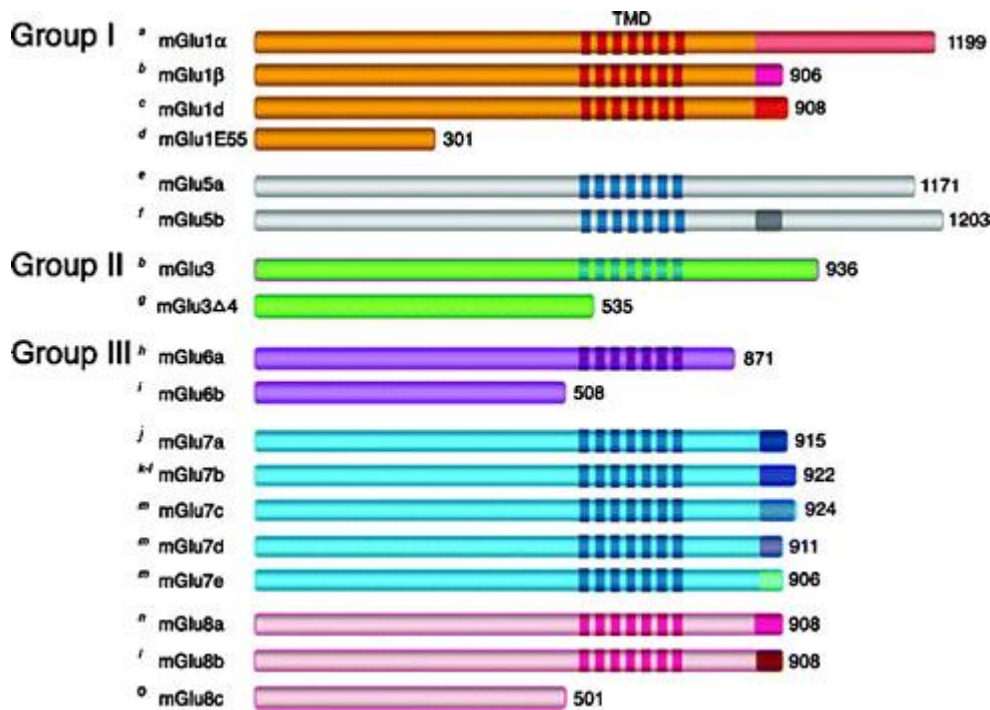 TMD
Group I a mGlu1α 1199
b mGlu1β 906
c mGlu1d 908
d mGlu1E55 301
e mGlu5a 1171
f mGlu5b 1203
Group II b mGlu3 936
g mGlu3Δ4 535
Group III h mGlu6a 871
i mGlu6b 508
j mGlu7a 915
k-l mGlu7b 922
m mGlu7c 924
m mGlu7d 911
m mGlu7e 906
n mGlu8a 908
mGlu8b 908
o mGlu8c 501